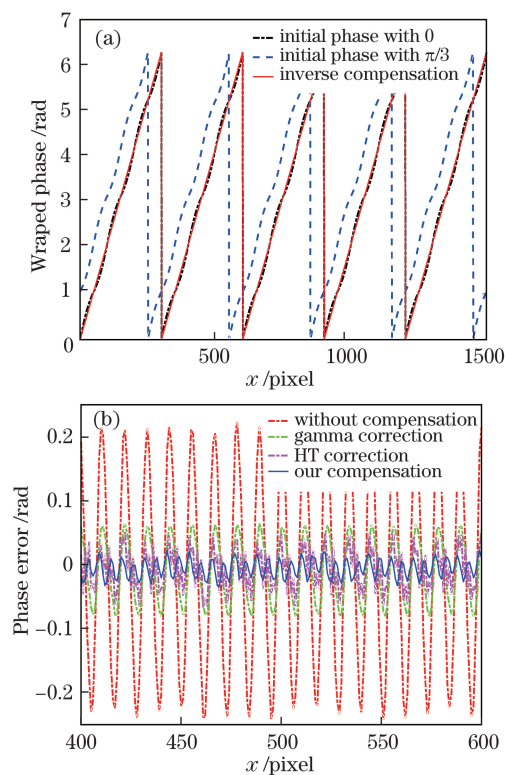 (a)
initial phase with 0
initial phase with π/3
inverse compensation
Wraped phase /rad
6
5
4
3
2
1
0
500
1000
1500
x /pixel
(b)
without compensation
gamma correction
HT correction
our compensation
Phase error /rad
0.2
0.1
0
−0.1
−0.2
400
450
500
550
600
x /pixel